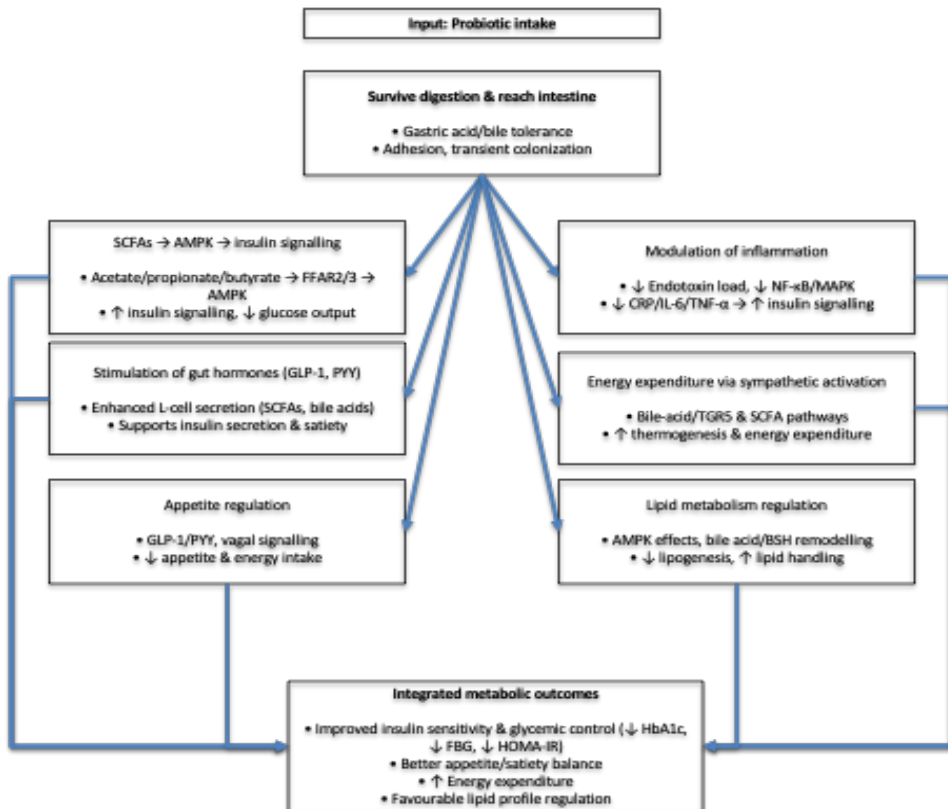 Input: Probiotic intake
Survive digestion & reach intestine
• Gastric acid/bile tolerance
• Adhesion, transient colonization
SCFAs → AMPK → insulin signalling
• Acetate/propionate/butyrate → FFAR2/3 →
AMPK
• ↑ insulin signalling, ↓ glucose output
Stimulation of gut hormones (GLP-1, PYY)
• Enhanced L-cell secretion (SCFAs, bile acids)
• Supports insulin secretion & satiety
Appetite regulation
• GLP-1/PYY, vagal signalling
• ↓ appetite & energy intake
Modulation of inflammation
• ↓ Endotoxin load, ↓ NF-κB/MAPK
• ↓ CRP/IL-6/TNF-α → ↑ insulin signalling
Energy expenditure via sympathetic activation
• Bile-acid/TGR5 & SCFA pathways
• ↑ thermogenesis & energy expenditure
Lipid metabolism regulation
• AMPK effects, bile acid/BSH remodelling
• ↓ lipogenesis, ↑ lipid handling
Integrated metabolic outcomes
• Improved insulin sensitivity & glycemic control (↓ HbA1c,
↓ FBG, ↓ HOMA-IR)
• Better appetite/satiety balance
• ↑ Energy expenditure
• Favourable lipid profile regulation